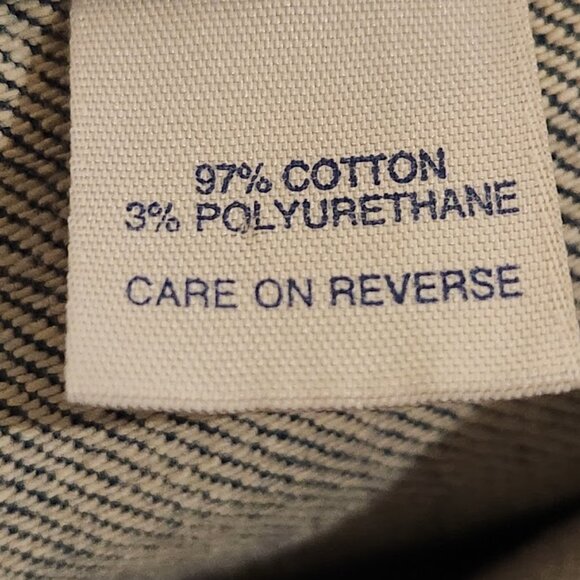 97% COTTON
3% POLYURETHANE
CARE ON REVERSE